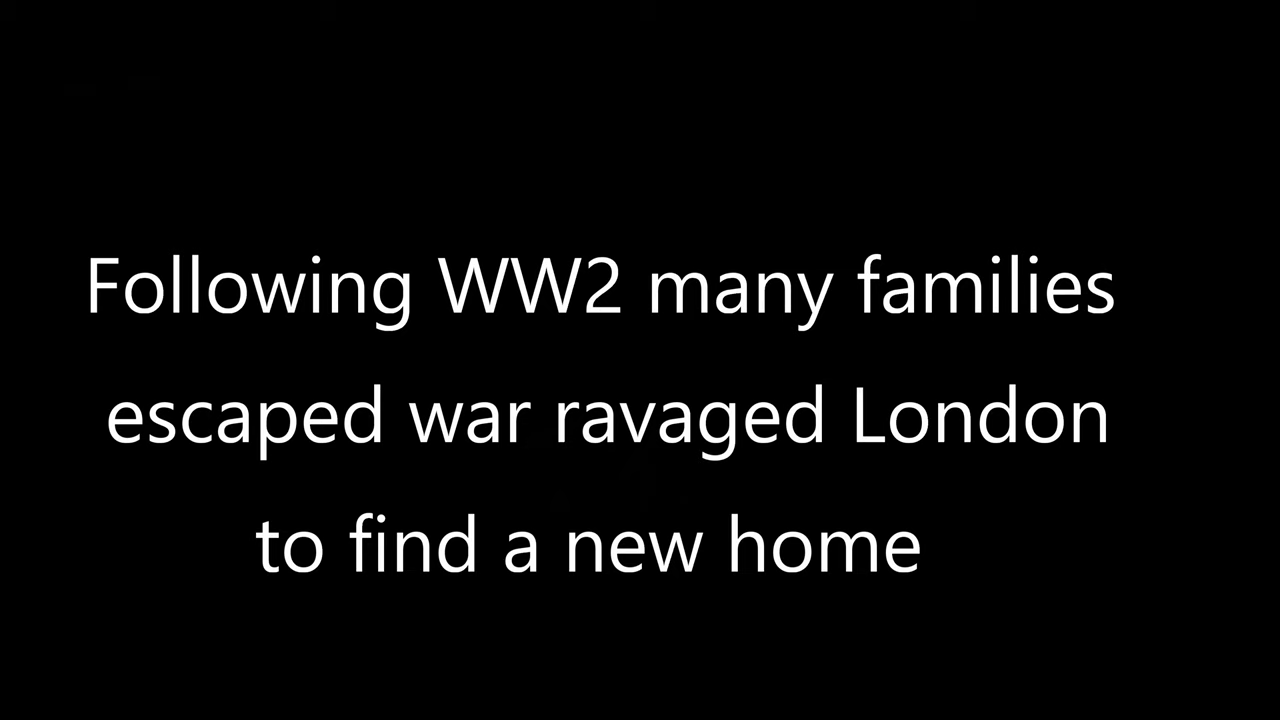 Following WW2 many families
escaped war ravaged London
to find a new home